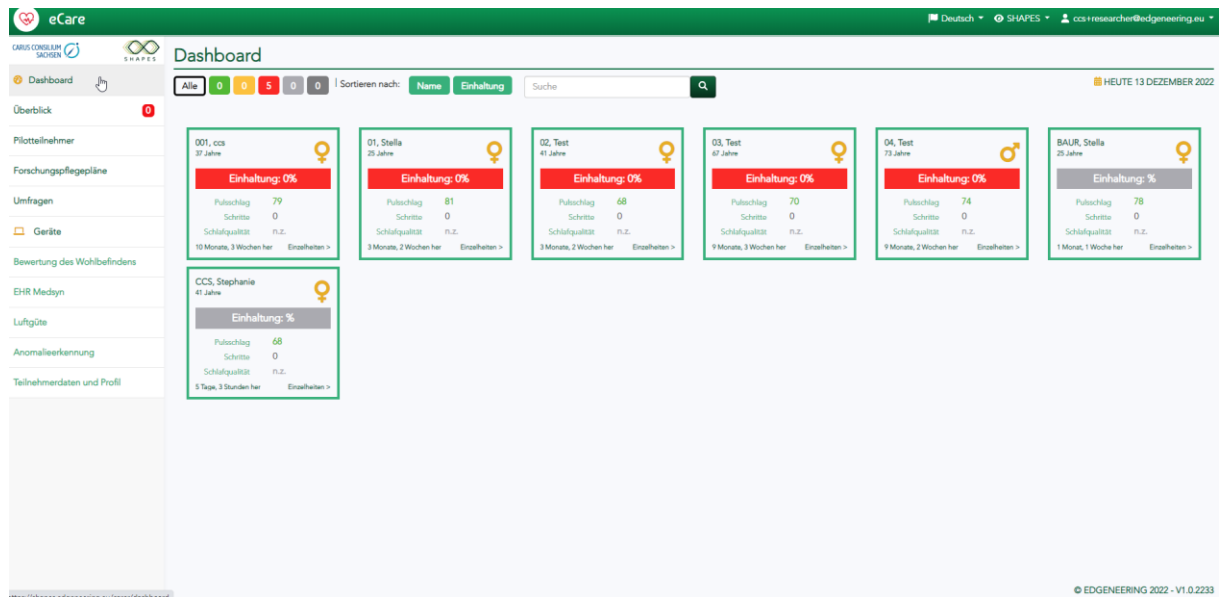 eCare
Deutsch
SHAPES
ccs+researcher@edgeneering.eu
CARUS CONSILIUM
SACHSEN
SHAPES
Dashboard
Überblick 0
Pilotteilnehmer
Forschungspflegepläne
Umfragen
Geräte
Bewertung des Wohlbefindens
EHR Medsyn
Luftgüte
Anomalieerkennung
Teilnehmerdaten und Profil
Dashboard
Alle 0 0 5 0 0 | Sortieren nach: Name Einhaltung Suche
HEUTE 13 DEZEMBER 2022
001, ccs
37 Jahre
Einhaltung: 0%
Pulsschlag 79
Schritte 0
Schlafqualität n.z.
10 Monate, 3 Wochen her Einzelheiten >
01, Stella
25 Jahre
Einhaltung: 0%
Pulsschlag 81
Schritte 0
Schlafqualität n.z.
3 Monate, 2 Wochen her Einzelheiten >
02, Test
41 Jahre
Einhaltung: 0%
Pulsschlag 68
Schritte 0
Schlafqualität n.z.
3 Monate, 2 Wochen her Einzelheiten >
03, Test
67 Jahre
Einhaltung: 0%
Pulsschlag 70
Schritte 0
Schlafqualität n.z.
9 Monate, 3 Wochen her Einzelheiten >
04, Test
73 Jahre
Einhaltung: 0%
Pulsschlag 74
Schritte 0
Schlafqualität n.z.
9 Monate, 2 Wochen her Einzelheiten >
BAUR, Stella
25 Jahre
Einhaltung: %
Pulsschlag 78
Schritte 0
Schlafqualität n.z.
1 Monat, 1 Woche her Einzelheiten >
CCS, Stephanie
41 Jahre
Einhaltung: %
Pulsschlag 68
Schritte 0
Schlafqualität n.z.
5 Tage, 3 Stunden her Einzelheiten >
© EDGENEERING 2022 - V1.0.2233